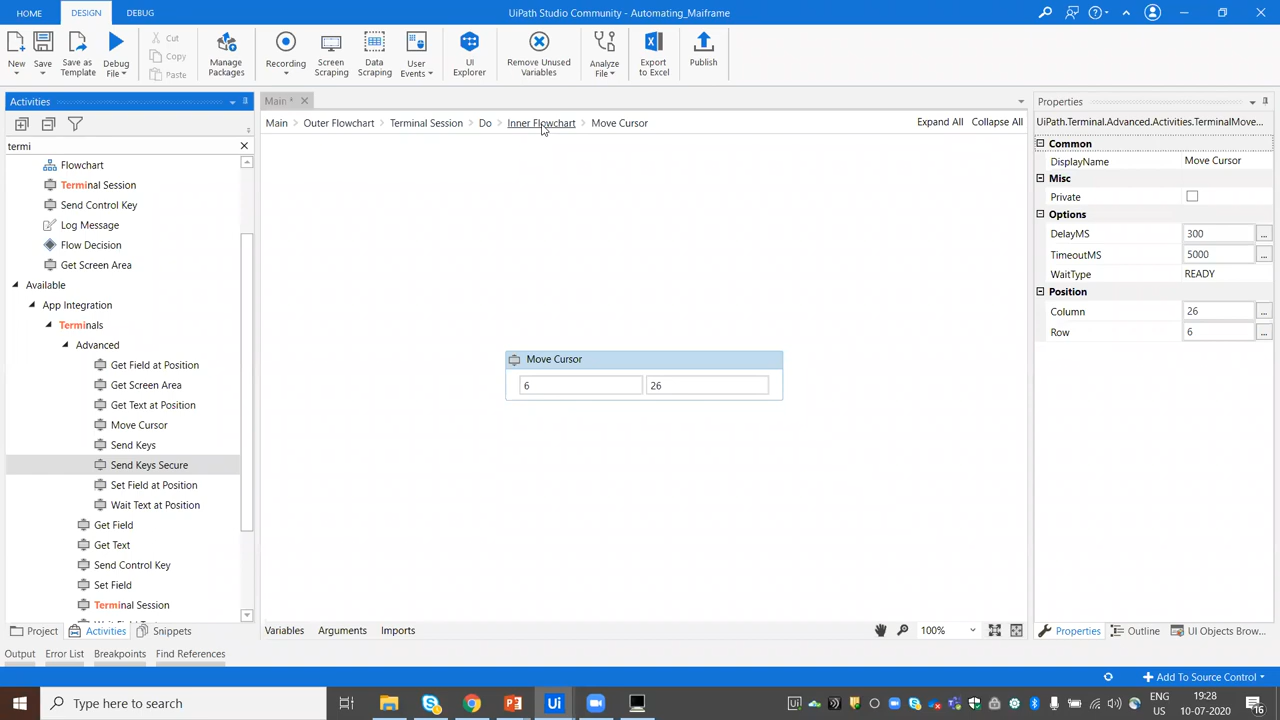 HOME DESIGN DEBUG UiPath Studio Community - Automating_Maiframe
New Save Save as Template Debug File Cut Copy Paste Manage Packages Recording Screen Scraping Data Scraping User Events UI Explorer Remove Unused Variables Analyze File Export to Excel Publish
Activities
Main *
Properties
Main Outer Flowchart Terminal Session Do Inner Flowchart Move Cursor Expand All Collapse All
UiPath.Terminal.Advanced.Activities.TerminalMove...
termi
Flowchart
Terminal Session
Send Control Key
Log Message
Flow Decision
Get Screen Area
Available
App Integration
Terminals
Advanced
Get Field at Position
Get Screen Area
Get Text at Position
Move Cursor
Send Keys
Send Keys Secure
Set Field at Position
Wait Text at Position
Get Field
Get Text
Send Control Key
Set Field
Terminal Session
Move Cursor
6 26
Common
DisplayName Move Cursor
Misc
Private
Options
DelayMS 300 ...
TimeoutMS 5000 ...
WaitType READY
Position
Column 26 ...
Row 6 ...
Project Activities Snippets
Variables Arguments Imports 100%
Properties Outline UI Objects Brow...
Output Error List Breakpoints Find References
Add To Source Control
Type here to search
ENG
IN
19:28
10-07-2020
16